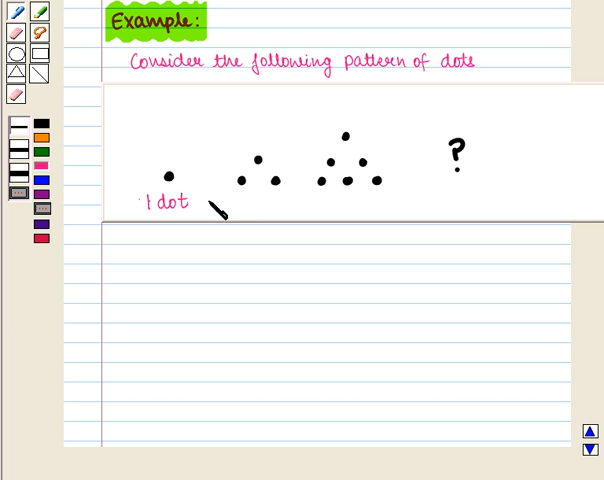 Example:
Consider the following pattern of dots
?
1 dot